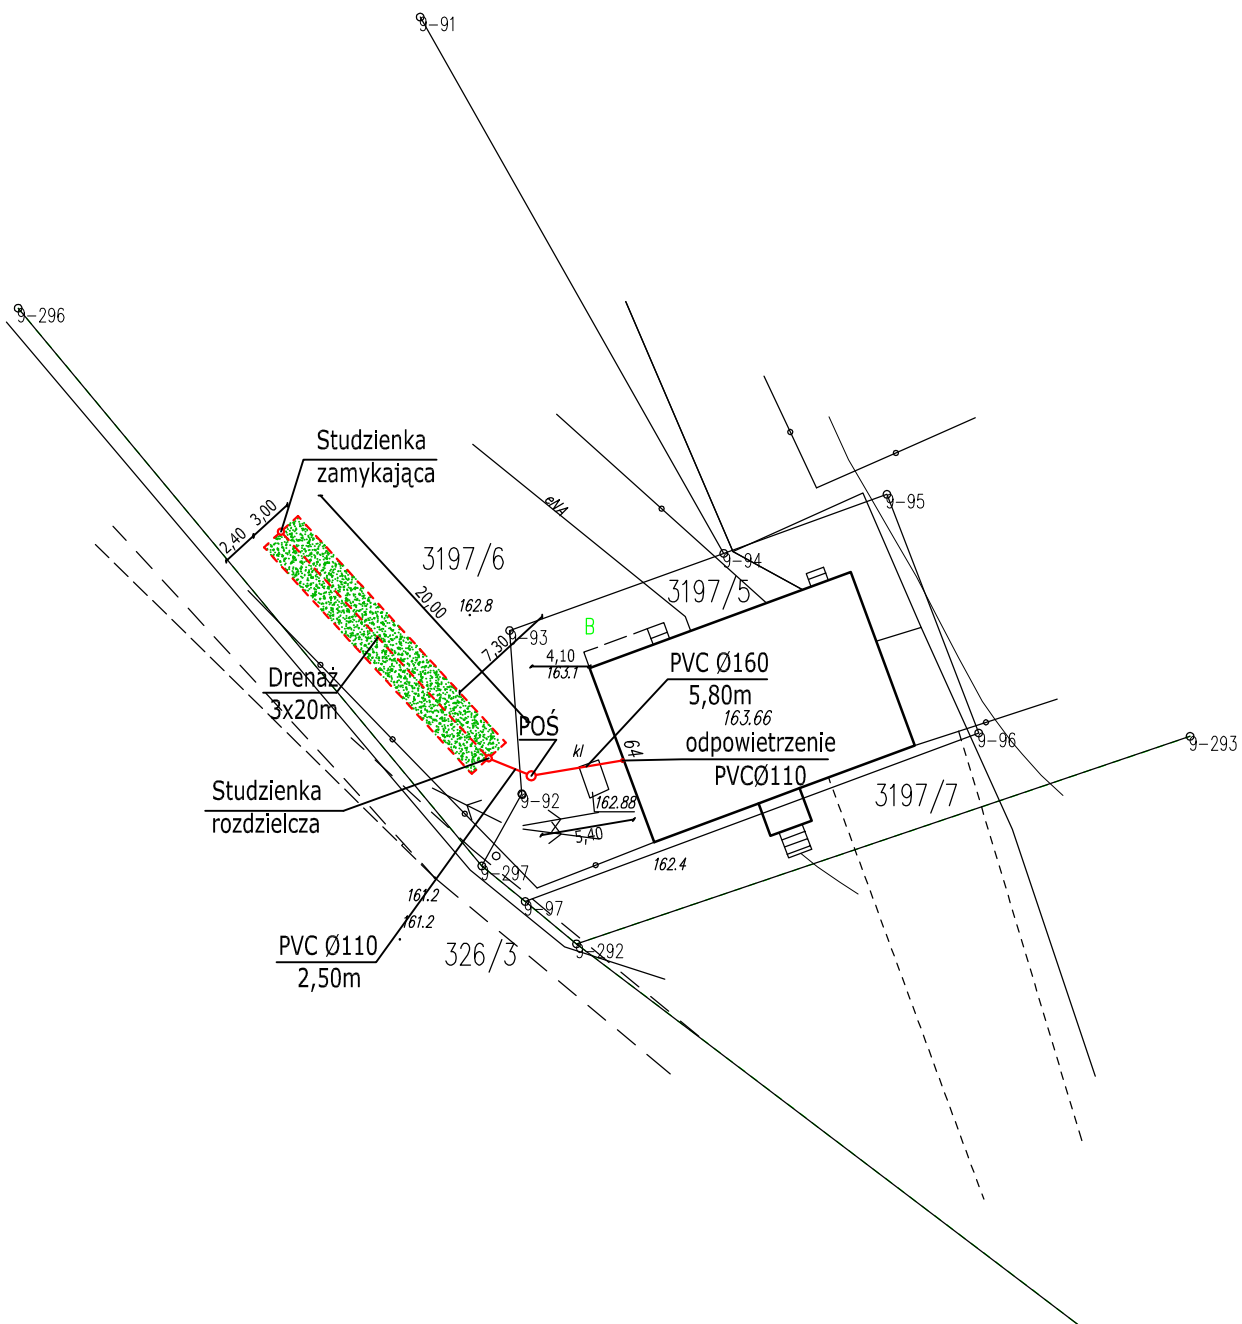 9-91
9-296
Studzienka
zamykająca
3,00
2,40
eNA
9-95
3197/6
9-94
3197/5
20,00
162.8
B
9-93
7,30
4,10
163.1
PVC Ø160
5,80m
Drenaż
3x20m
163.66
POŚ
kl
64
odpowietrzenie
PVCØ110
9-96
9-293
Studzienka
rozdzielcza
9-92
162.88
3197/7
5,40
162.4
9-297
161.2
9-97
161.2
PVC Ø110
2,50m
326/3
9-292